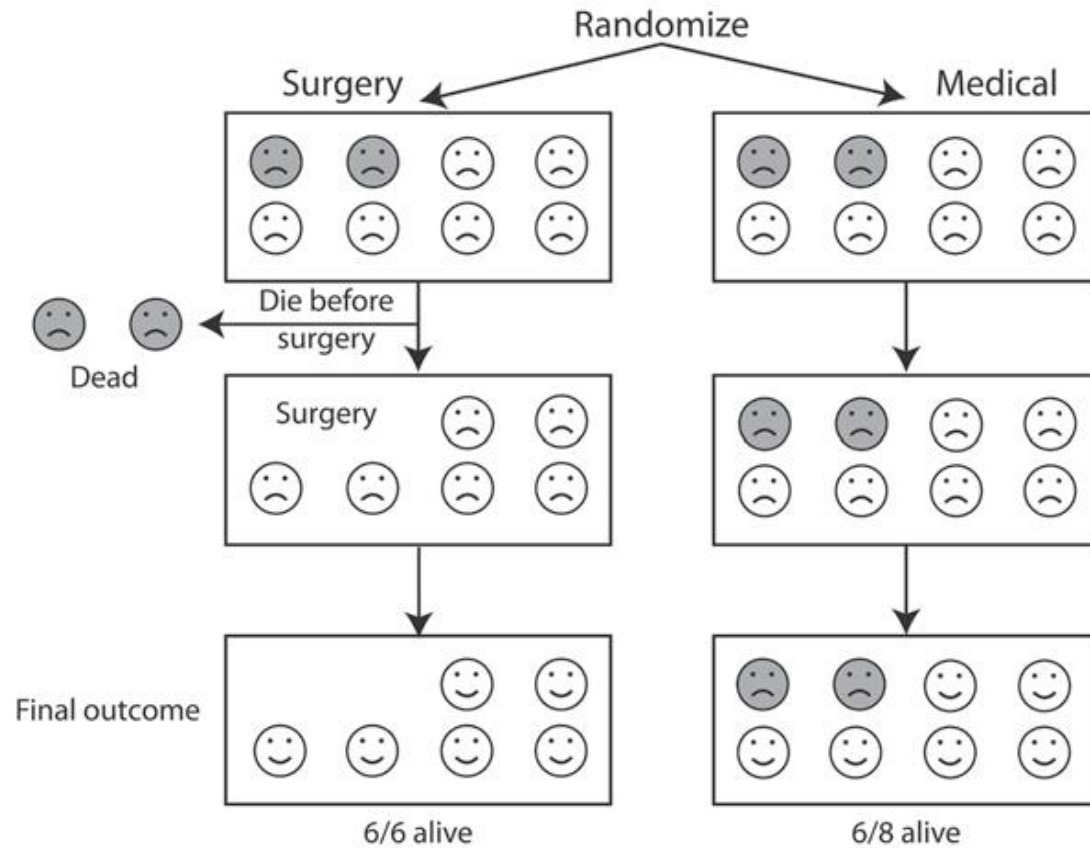 Randomize
Surgery
Medical
Die before
surgery
Dead
Surgery
Final outcome
6/6 alive
6/8 alive